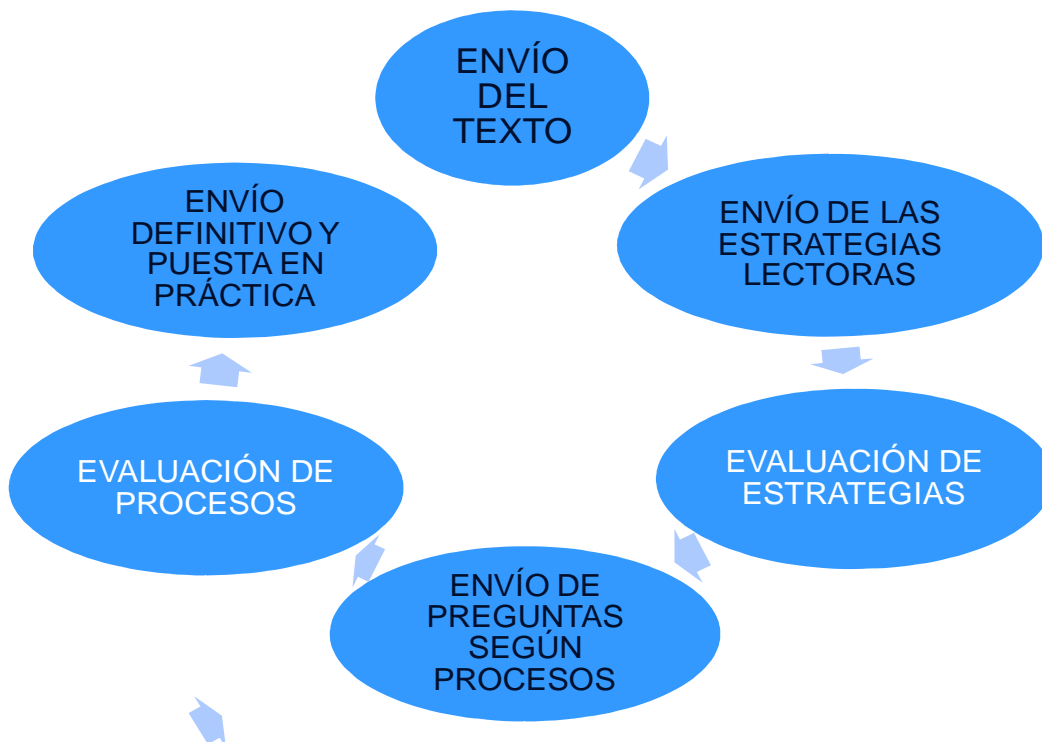 ENVÍO
DEL
TEXTO
ENVÍO DE LAS
ESTRATEGIAS
LECTORAS
EVALUACIÓN DE
ESTRATEGIAS
ENVÍO DE
PREGUNTAS
SEGÚN
PROCESOS
EVALUACIÓN DE
PROCESOS
ENVÍO
DEFINITIVO Y
PUESTA EN
PRÁCTICA